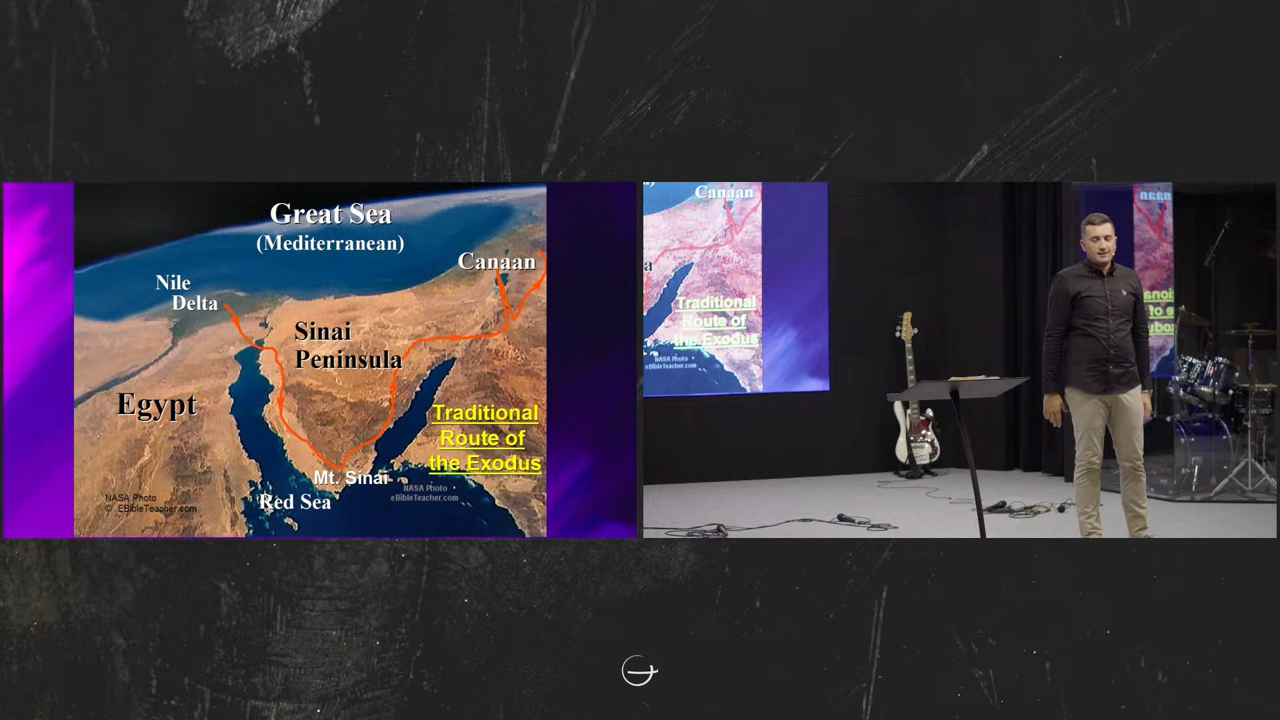 Great Sea
(Mediterranean)
Canaan
Nile
Delta
Sinai
Peninsula
Egypt
Traditional
Route of
the Exodus
Mt. Sinai
NASA Photo
© EBibleTeacher.com
NASA Photo
eBibleTeacher.com
Red Sea
Canaan
Traditional
Route of
the Exodus
NASA Photo
eBibleTeacher.com